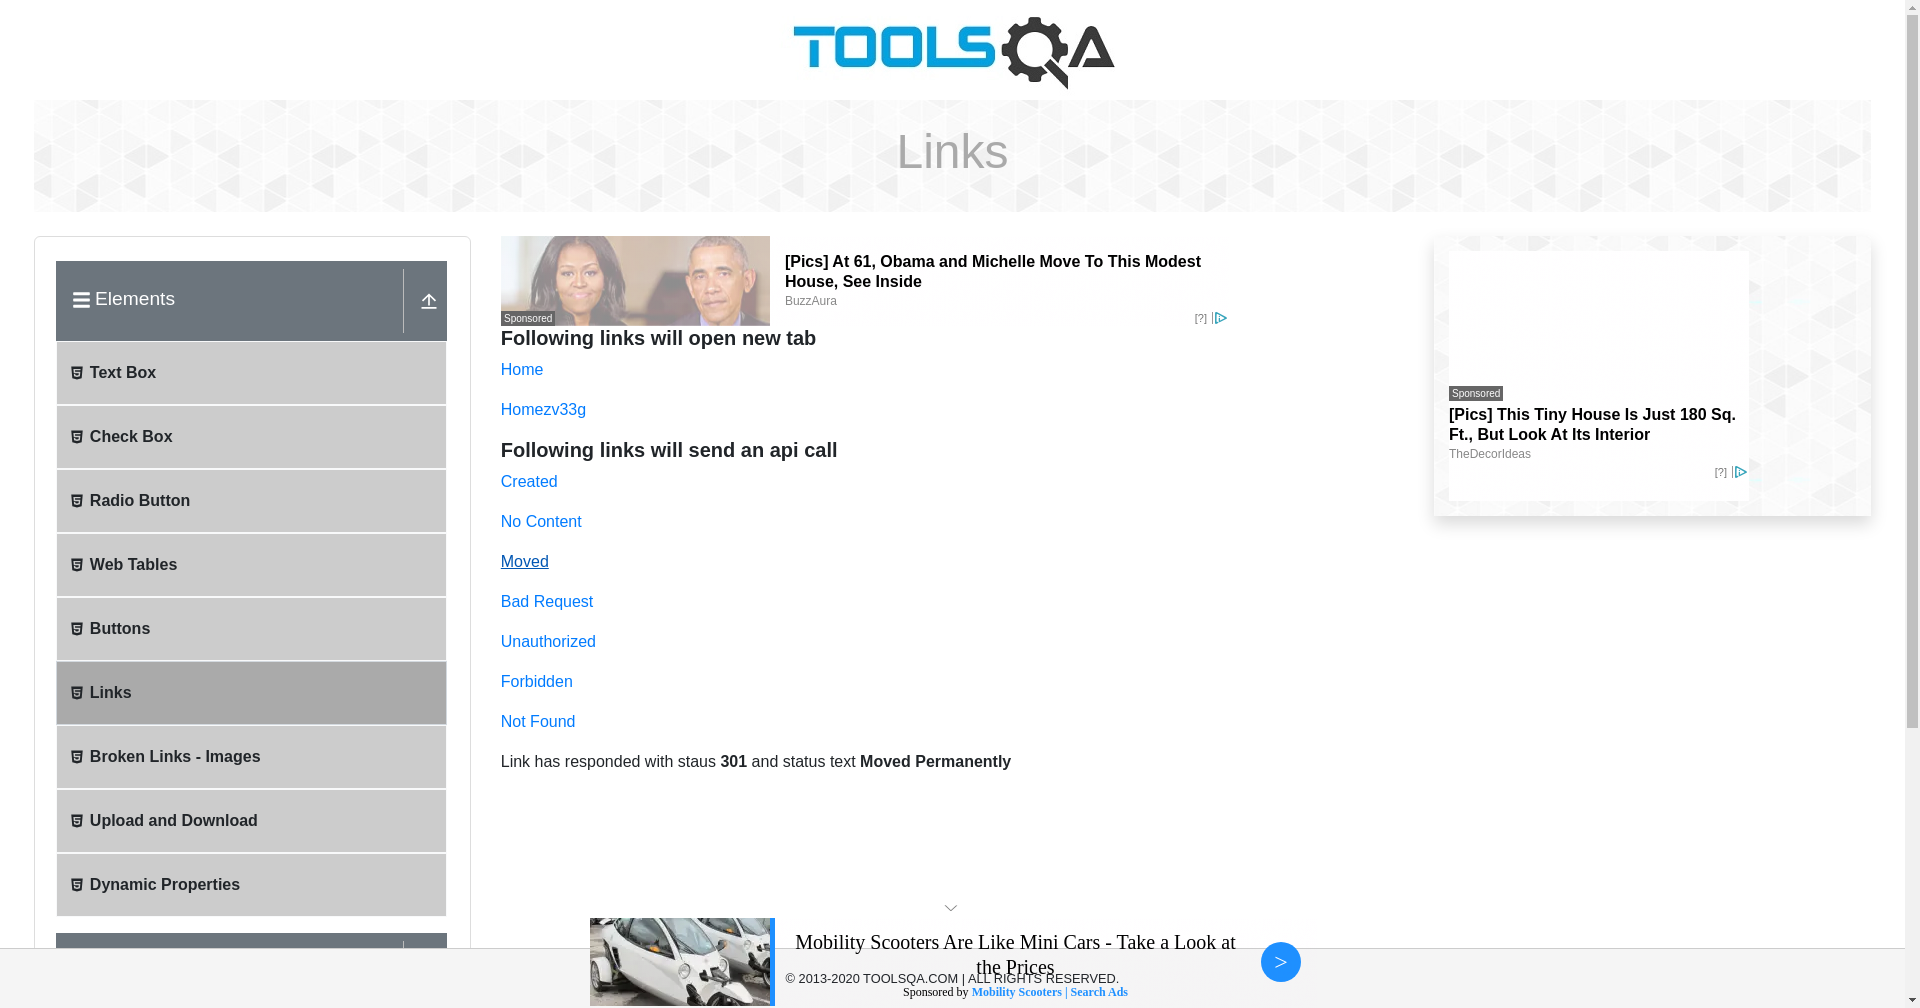 TOOLSQA
Links
Elements
Text Box
Check Box
Radio Button
Web Tables
Buttons
Links
Broken Links - Images
Upload and Download
Dynamic Properties
Sponsored
[Pics] At 61, Obama and Michelle Move To This Modest
House, See Inside
BuzzAura
[?]
Following links will open new tab
Home
Homezv33g
Following links will send an api call
Created
No Content
Moved
Bad Request
Unauthorized
Forbidden
Not Found
Link has responded with staus 301 and status text Moved Permanently
Sponsored
[Pics] This Tiny House Is Just 180 Sq.
Ft., But Look At Its Interior
TheDecorIdeas
[?]
Mobility Scooters Are Like Mini Cars - Take a Look at
the Prices
>
© 2013-2020 TOOLSQA.COM | ALL RIGHTS RESERVED.
Sponsored by Mobility Scooters | Search Ads